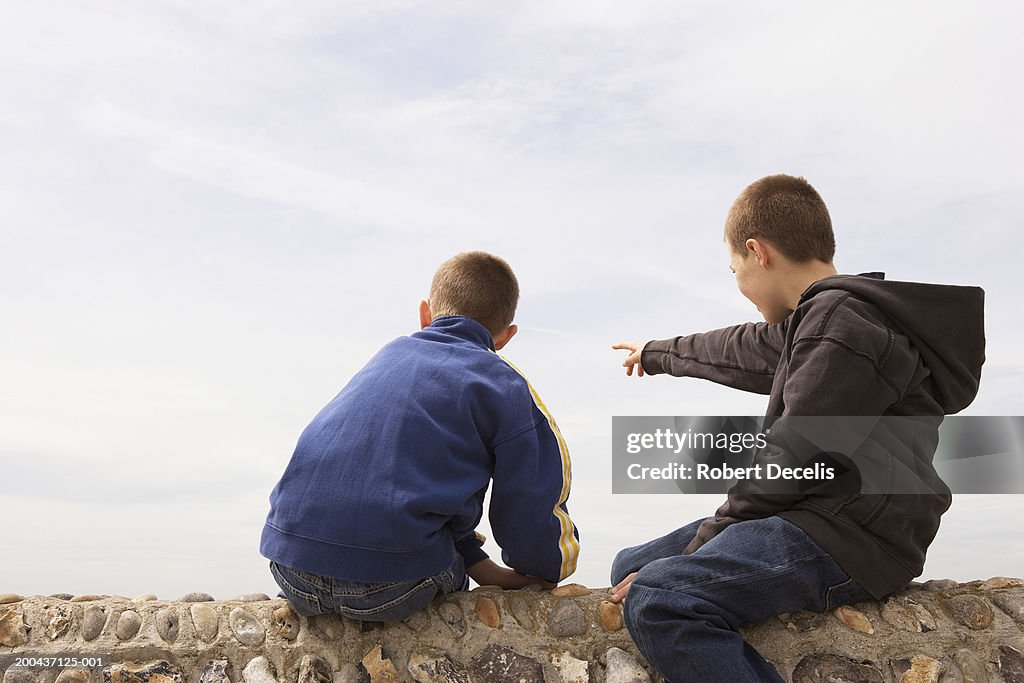 gettyimages®
Credit: Robert Decelis
200437125-001